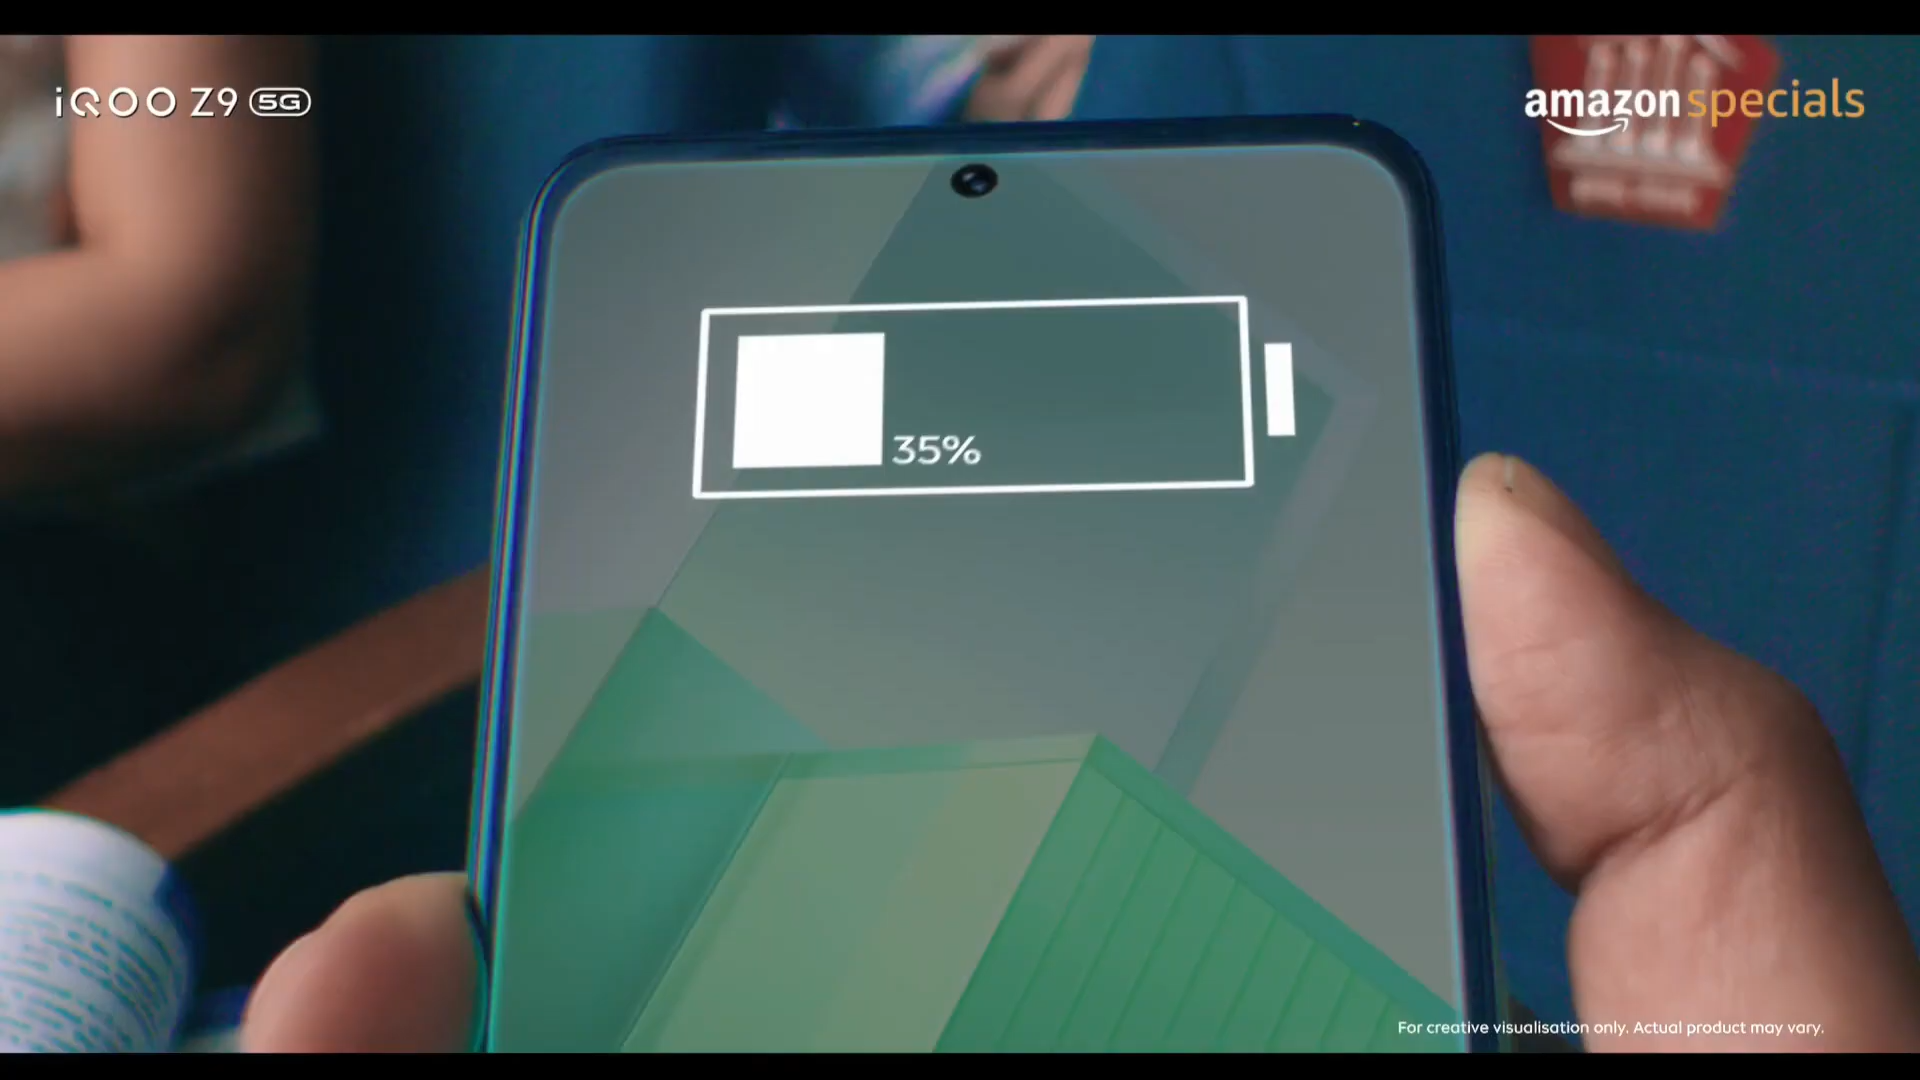 iQOO Z9 5G
amazon specials
35%
For creative visualisation only. Actual product may vary.